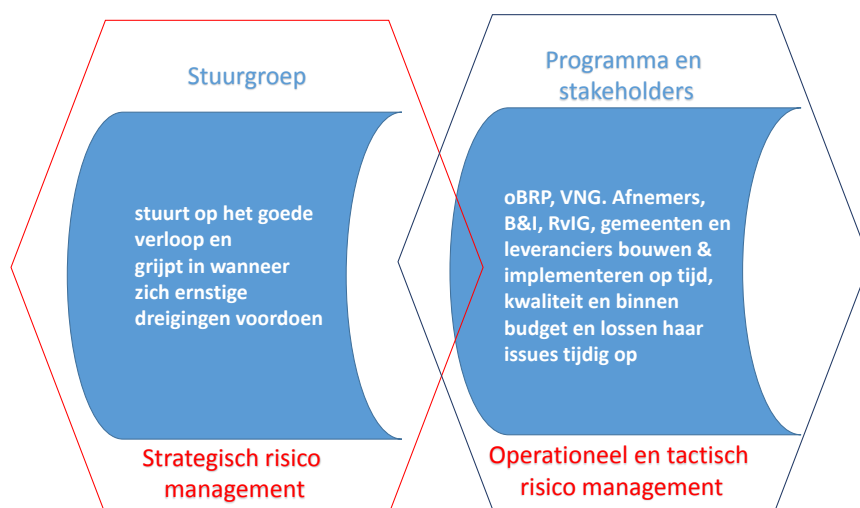 Stuurgroep
stuurt op het goede
verloop en
grijpt in wanneer
zich ernstige
dreigingen voordoen
Strategisch risico
management
Programma en
stakeholders
oBRP, VNG. Afnemers,
B&I, RvIG, gemeenten en
leveranciers bouwen &
implementeren op tijd,
kwaliteit en binnen
budget en lossen haar
issues tijdig op
Operationeel en tactisch
risico management